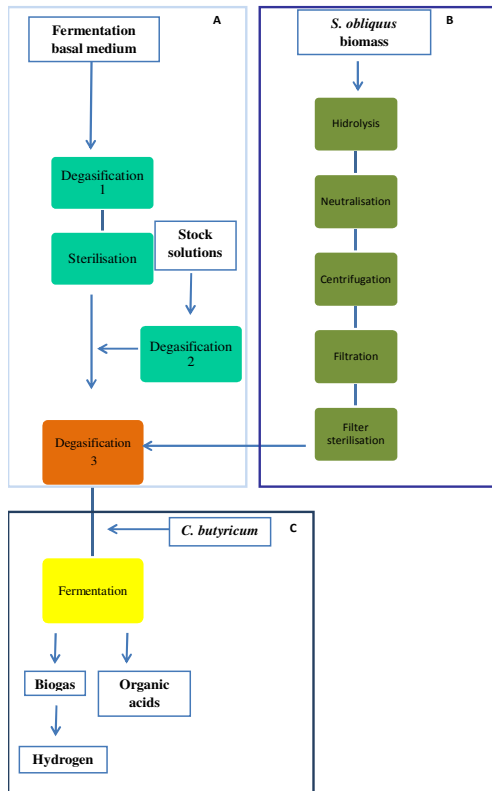 A
Fermentation
basal medium
Degasification
1
Sterilisation
Stock
solutions
Degasification
2
Degasification
3
B
S. obliquus
biomass
Hidrolysis
Neutralisation
Centrifugation
Filtration
Filter
sterilisation
C
C. butyricum
Fermentation
Biogas
Organic
acids
Hydrogen